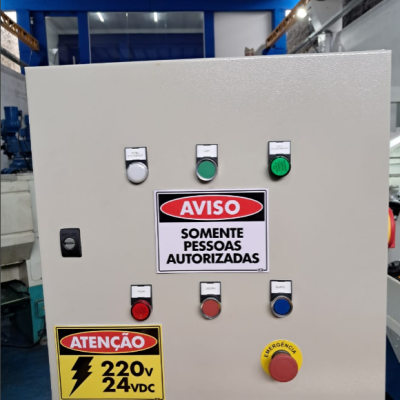 AVISO
SOMENTE
PESSOAS
AUTORIZADAS
ATENÇÃO
220V
24VDC
EMERGÊNCIA